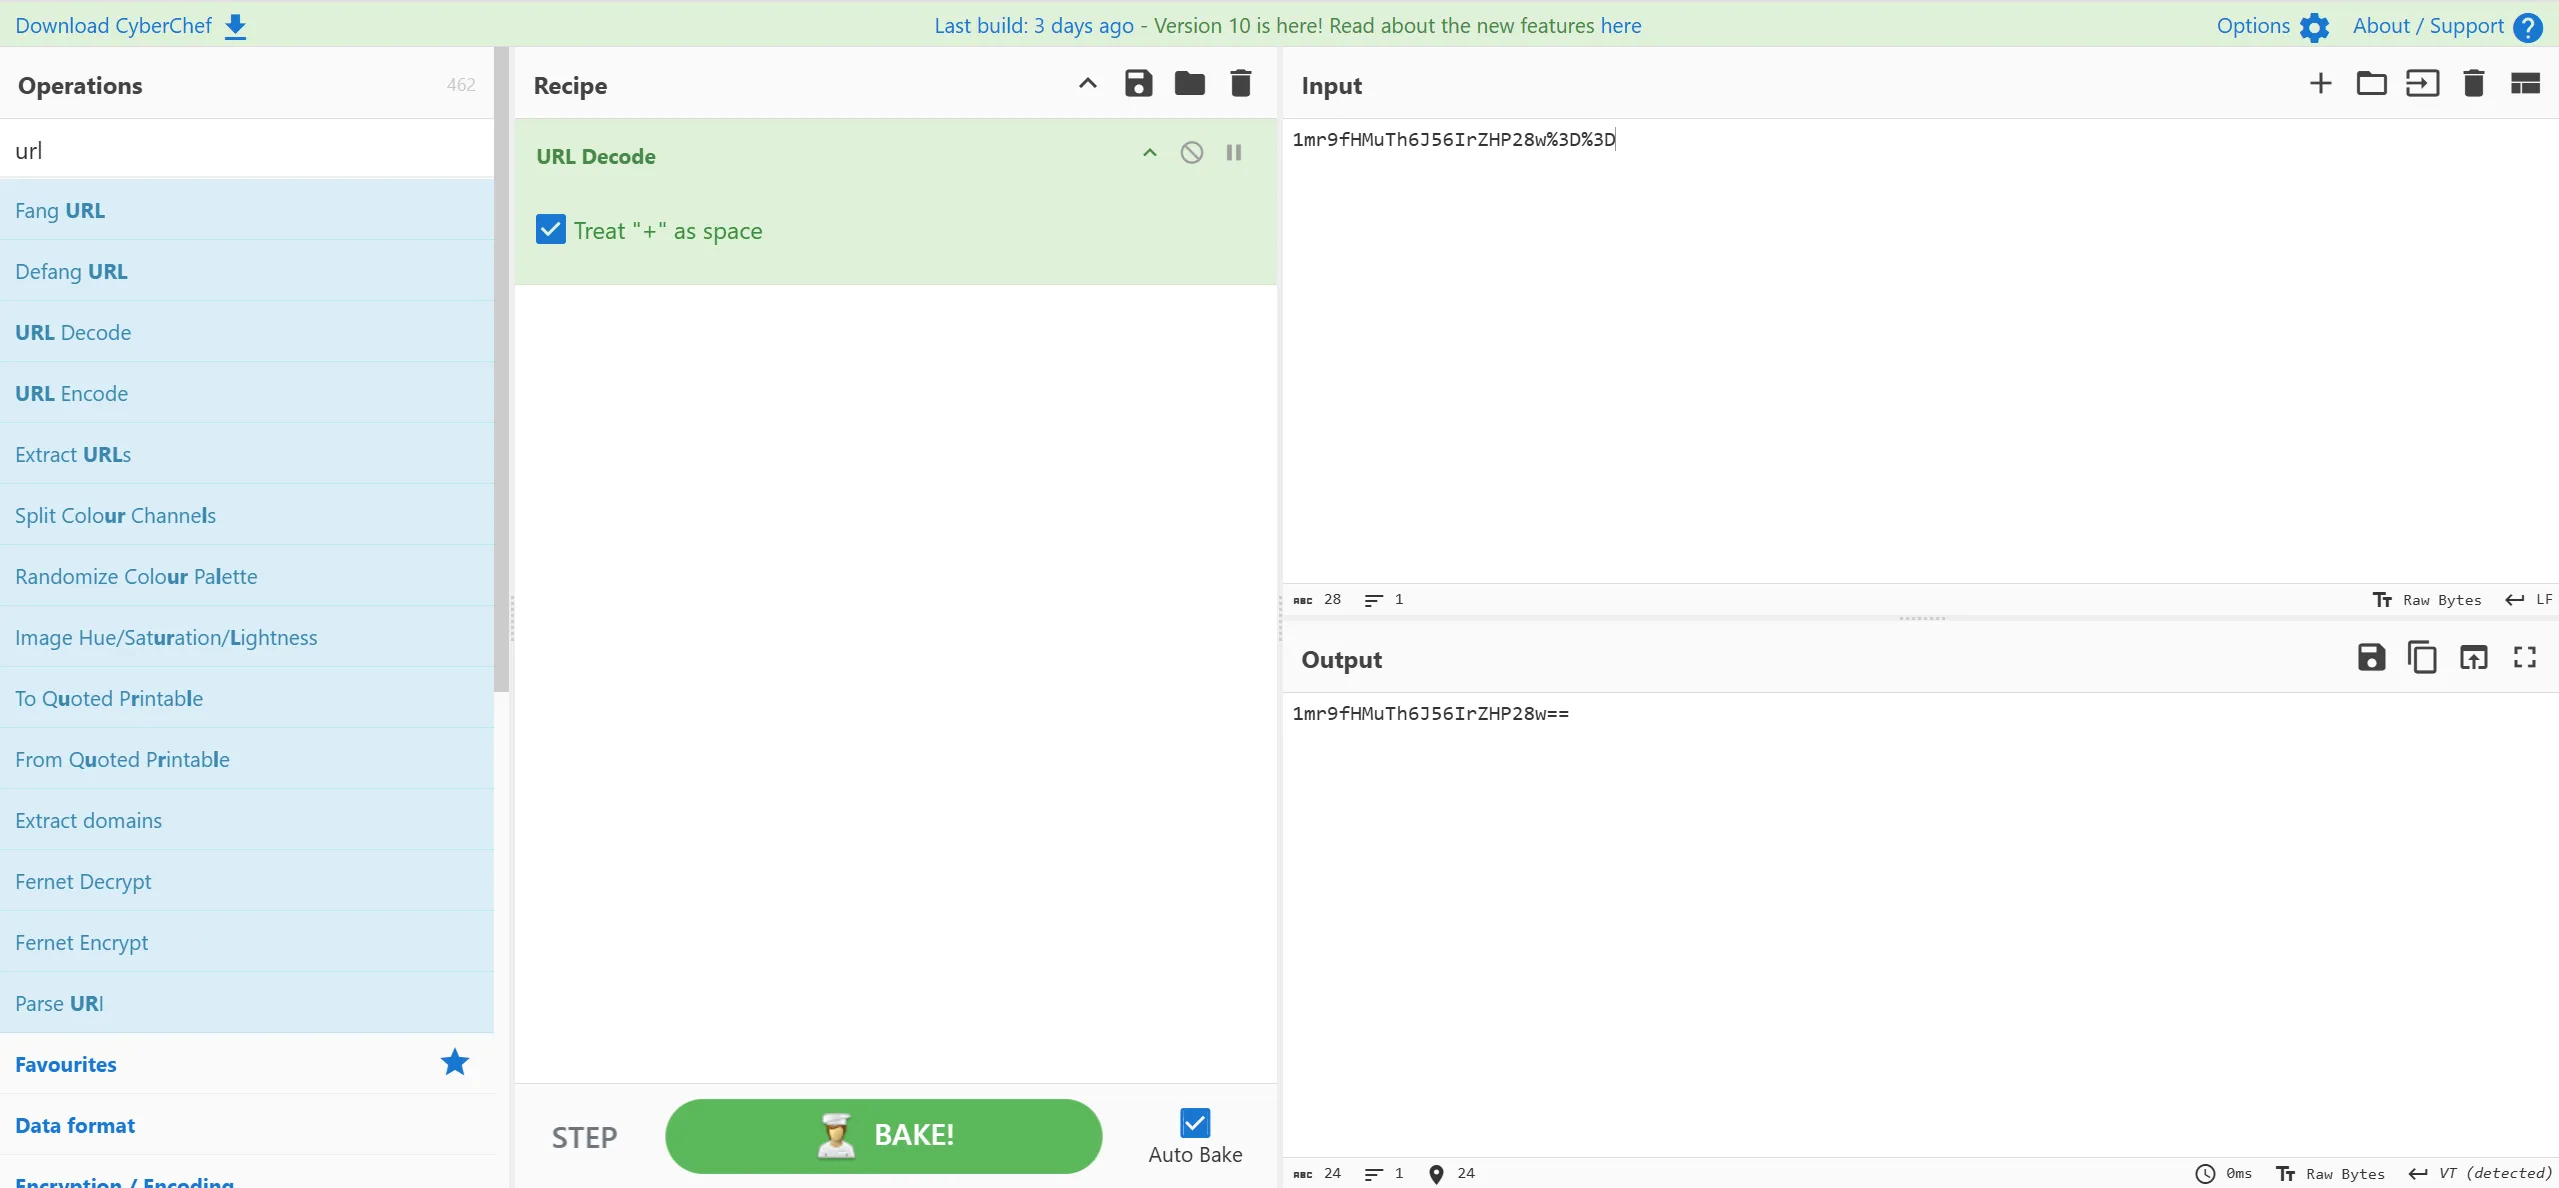 Download CyberChef
Last build: 3 days ago - Version 10 is here! Read about the new features here
Options
About / Support
?
Operations
462
url
Fang URL
Defang URL
URL Decode
URL Encode
Extract URLs
Split Colour Channels
Randomize Colour Palette
Image Hue/Saturation/Lightness
To Quoted Printable
From Quoted Printable
Extract domains
Fernet Decrypt
Fernet Encrypt
Parse URI
Favourites
Data format
Encryption / Encoding
Recipe
URL Decode
Treat "+" as space
STEP
BAKE!
Auto Bake
Input
1mr9fHMuTh6J56IrZHP28w%3D%3D
ABC 28 1
Tт Raw Bytes LF
Output
1mr9fHMuTh6J56IrZHP28w==
ABC 24 1 24
0ms Tт Raw Bytes VT (detected)